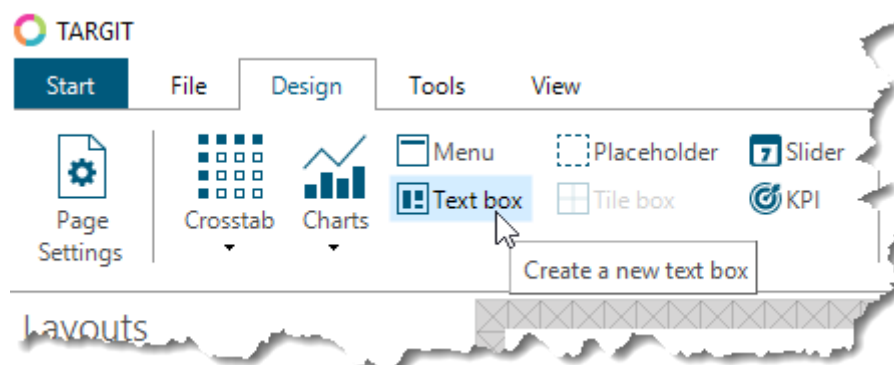 TARGIT
Start File Design Tools View
Menu Placeholder 7 Slider
Text box Tile box KPI
Page Settings Crosstab Charts
Create a new text box
Layouts